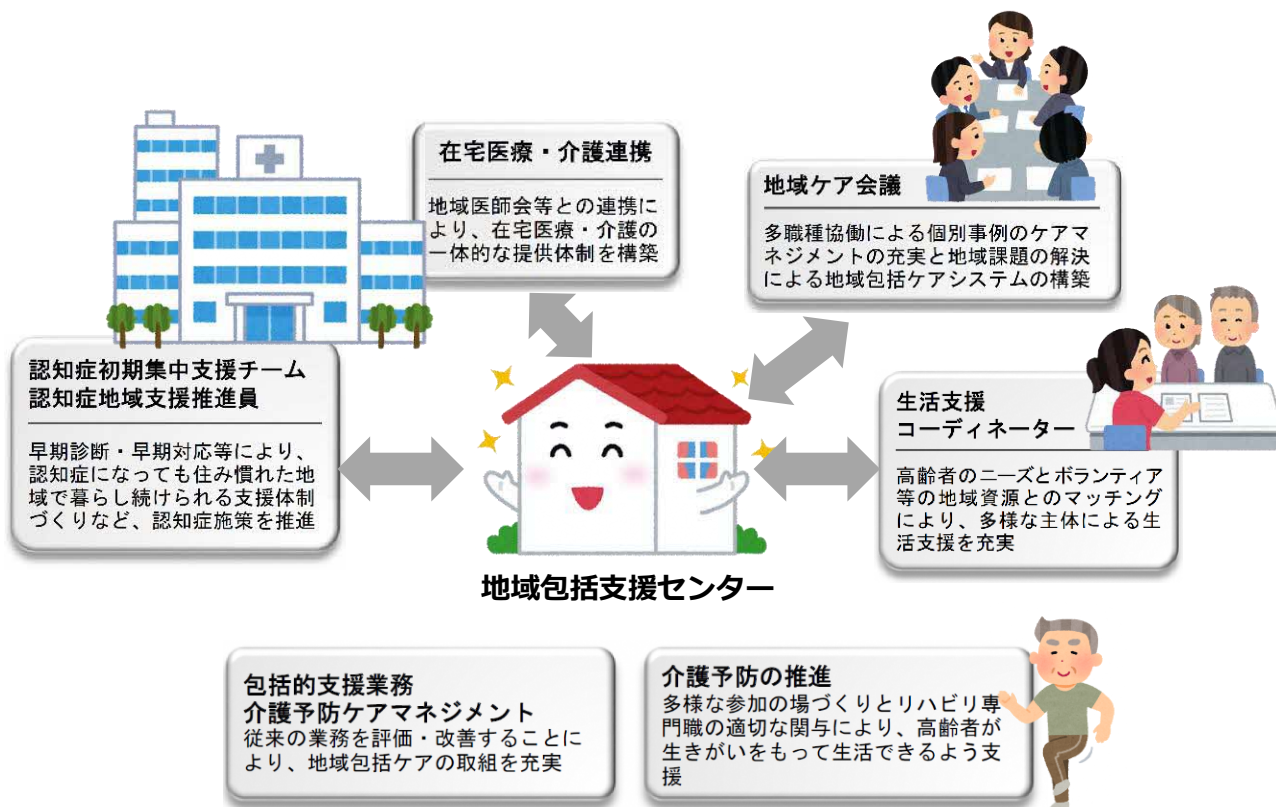 在宅医療・介護連携
地域医師会等との連携に
より、在宅医療・介護の
一体的な提供体制を構築
地域ケア会議
多職種協働による個別事例のケアマ
ネジメントの充実と地域課題の解決
による地域包括ケアシステムの構築
認知症初期集中支援チーム
認知症地域支援推進員
早期診断・早期対応等により、
認知症になっても住み慣れた地
域で暮らし続けられる支援体制
づくりなど、認知症施策を推進
生活支援
コーディネーター
高齢者のニーズとボランティア
等の地域資源とのマッチング
により、多様な主体による生
活支援を充実
地域包括支援センター
包括的支援業務
介護予防ケアマネジメント
従来の業務を評価・改善することに
より、地域包括ケアの取組を充実
介護予防の推進
多様な参加の場づくりとリハビリ専
門職の適切な関与により、高齢者が
生きがいをもって生活できるよう支
援